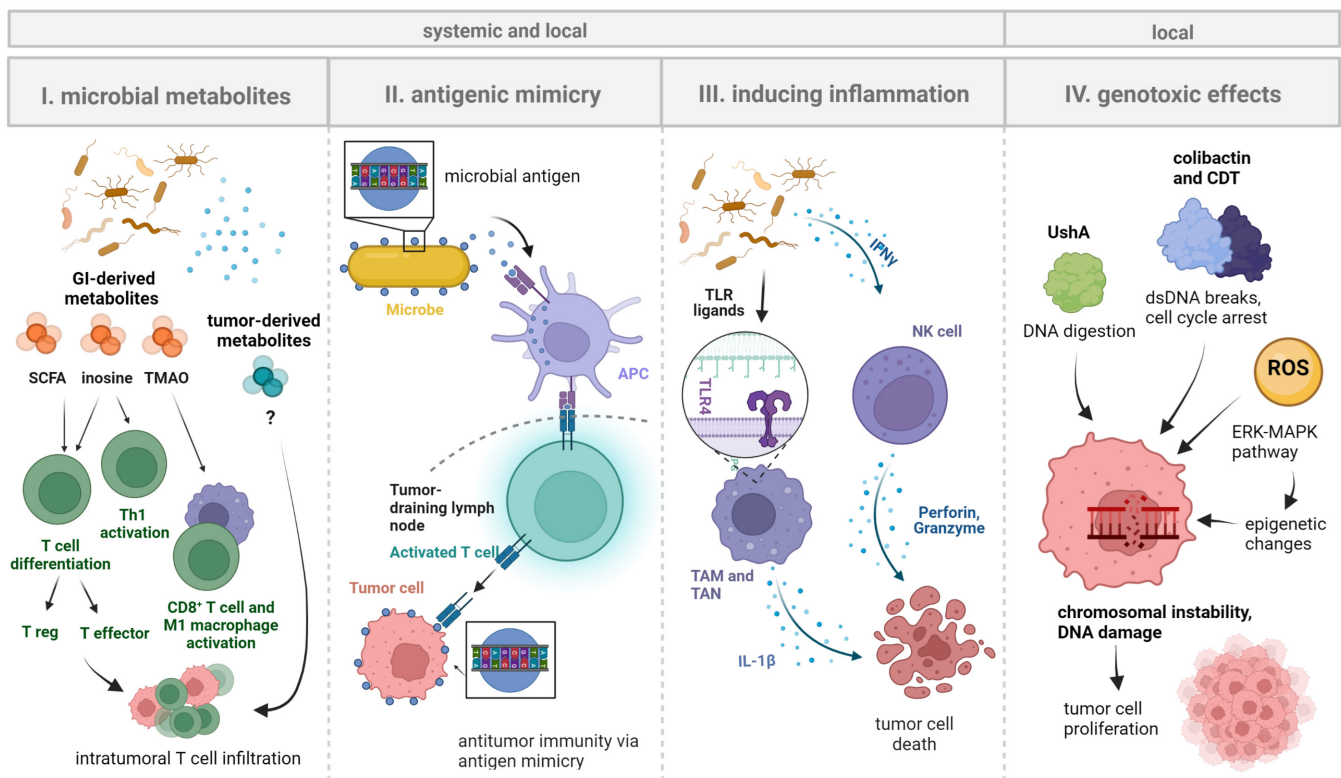 systemic and local
local
I. microbial metabolites
II. antigenic mimicry
III. inducing inflammation
IV. genotoxic effects
GI-derived
metabolites
SCFA
inosine
TMAO
tumor-derived
metabolites
?
Th1
activation
T cell
differentiation
T reg
T effector
CD8⁺ T cell and
M1 macrophage
activation
intratumoral T cell infiltration
microbial antigen
Microbe
APC
Tumor-
draining lymph
node
Activated T cell
Tumor cell
antitumor immunity via
antigen mimicry
IFNγ
TLR
ligands
TLR4
NK cell
TAM and
TAN
Perforin,
Granzyme
IL-1β
tumor cell
death
colibactin
and CDT
UshA
dsDNA breaks,
cell cycle arrest
DNA digestion
ROS
ERK-MAPK
pathway
epigenetic
changes
chromosomal instability,
DNA damage
tumor cell
proliferation